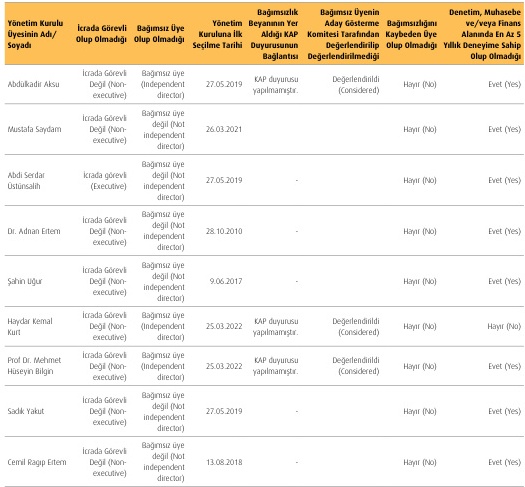 Yönetim Kurulu Üyesinin Adı/ Soyadı | İcrada Görevli Olup Olmadığı | Bağımsız Üye Olup Olmadığı | Yönetim Kuruluna İlk Seçilme Tarihi | Bağımsızlık Beyanının Yer Aldığı KAP Duyurusunun Bağlantısı | Bağımsız Üyenin Aday Gösterme Komitesi Tarafından Değerlendirilip Değerlendirilmediği | Bağımsızlığını Kaybeden Üye Olup Olmadığı | Denetim, Muhasebe ve/veya Finans Alanında En Az 5 Yıllık Deneyime Sahip Olup Olmadığı
Abdülkadir Aksu | İcrada Görevli Değil (Non-executive) | Bağımsız üye (Independent director) | 27.05.2019 | KAP duyurusu yapılmamıştır. | Değerlendirildi (Considered) | Hayır (No) | Evet (Yes)
Mustafa Saydam | İcrada Görevli Değil (Non-executive) | Bağımsız üye değil (Not independent director) | 26.03.2021 | | | Hayır (No) | Evet (Yes)
Abdi Serdar Üstünsalih | İcrada görevli (Executive) | Bağımsız üye değil (Not independent director) | 27.05.2019 | - | | Hayır (No) | Evet (Yes)
Dr. Adnan Ertem | İcrada Görevli Değil (Non-executive) | Bağımsız üye değil (Not independent director) | 28.10.2010 | - | | Hayır (No) | Evet (Yes)
Şahin Uğur | İcrada Görevli Değil (Non-executive) | Bağımsız üye değil (Not independent director) | 9.06.2017 | - | | Hayır (No) | Evet (Yes)
Haydar Kemal Kurt | İcrada Görevli Değil (Non-executive) | Bağımsız üye (Independent director) | 25.03.2022 | KAP duyurusu yapılmamıştır. | Değerlendirildi (Considered) | Hayır (No) | Hayır (No)
Prof Dr. Mehmet Hüseyin Bilgin | İcrada Görevli Değil (Non-executive) | Bağımsız üye (Independent director) | 25.03.2022 | KAP duyurusu yapılmamıştır. | Değerlendirildi (Considered) | Hayır (No) | Evet (Yes)
Sadık Yakut | İcrada Görevli Değil (Non-executive) | Bağımsız üye değil (Not independent director) | 27.05.2019 | - | | Hayır (No) | Evet (Yes)
Cemil Ragıp Ertem | İcrada Görevli Değil (Non-executive) | Bağımsız üye değil (Not independent director) | 13.08.2018 | - | | Hayır (No) | Evet (Yes)